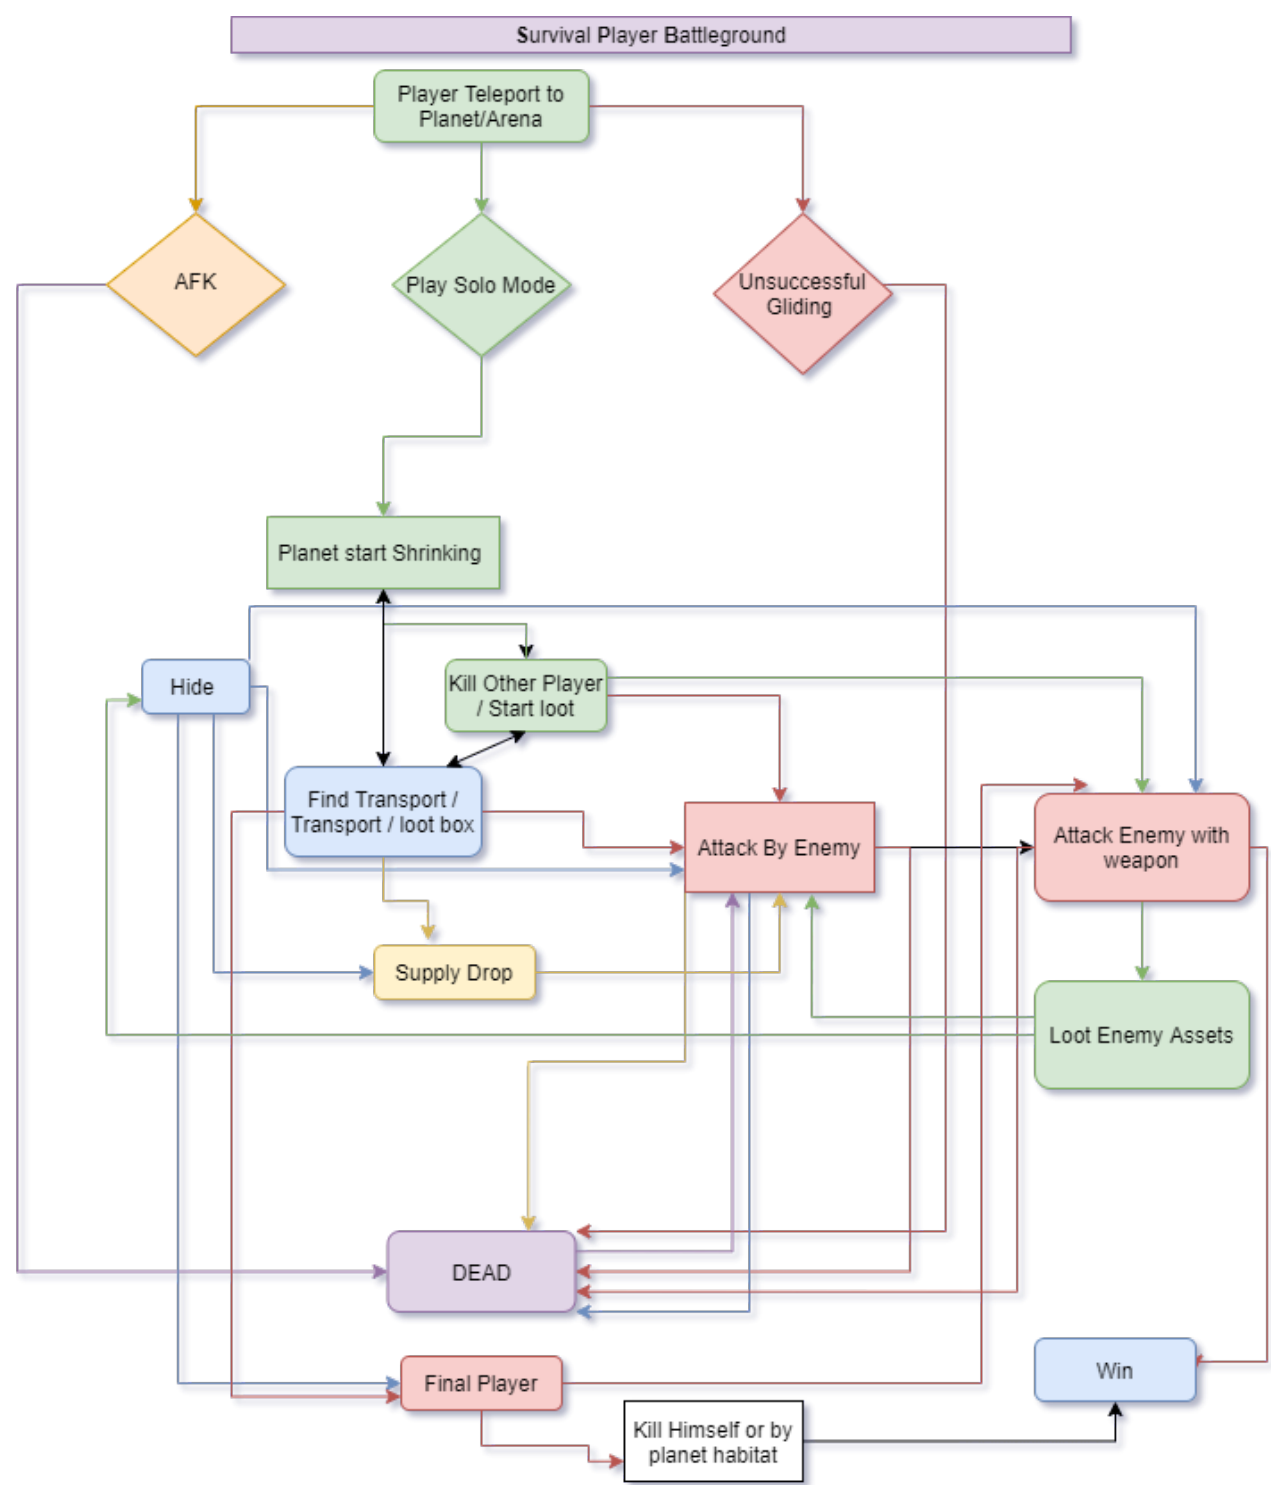 Survival Player Battleground
Player Teleport to
Planet/Arena
AFK
Play Solo Mode
Unsuccessful
Gliding
Planet start Shrinking
Hide
Kill Other Player
/ Start loot
Find Transport /
Transport / loot box
Attack By Enemy
Attack Enemy with
weapon
Supply Drop
Loot Enemy Assets
DEAD
Final Player
Win
Kill Himself or by
planet habitat